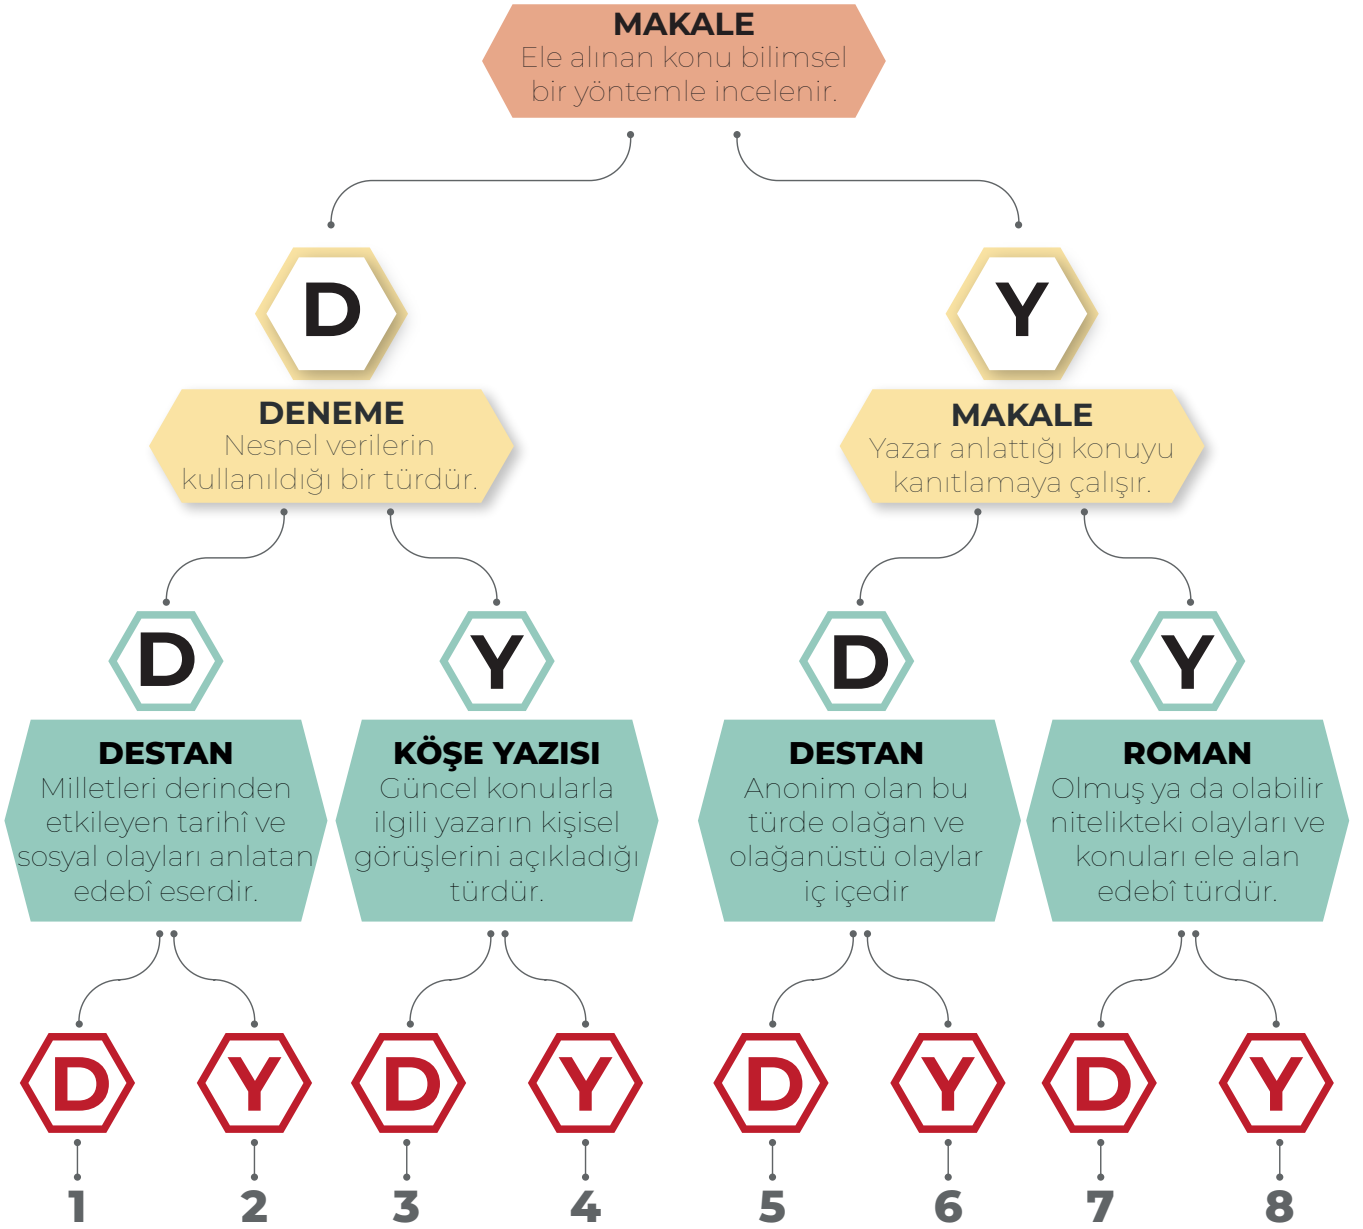 MAKALE
Ele alınan konu bilimsel
bir yöntemle incelenir.
D
Y
DENEME
Nesnel verilerin
kullanıldığı bir türdür.
MAKALE
Yazar anlattığı konuyu
kanıtlamaya çalışır.
D
Y
D
Y
DESTAN
Milletleri derinden
etkileyen tarihî ve
sosyal olayları anlatan
edebî eserdir.
KÖŞE YAZISI
Güncel konularla
ilgili yazarın kişisel
görüşlerini açıkladığı
türdür.
DESTAN
Anonim olan bu
türde olağan ve
olağanüstü olaylar
iç içedir
ROMAN
Olmuş ya da olabilir
nitelikteki olayları ve
konuları ele alan
edebî türdür.
D
Y
D
Y
D
Y
D
Y
1
2
3
4
5
6
7
8